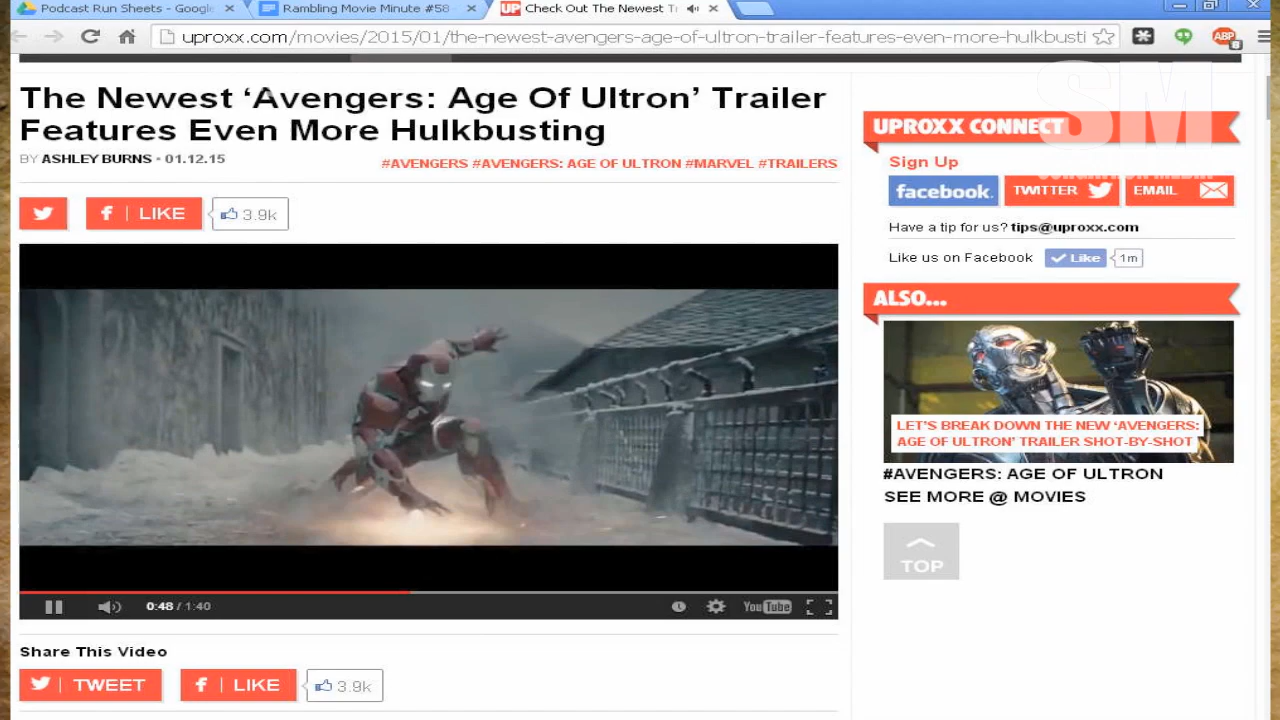 Podcast Run Sheets - Google
Rambling Movie Minute #58
UP Check Out The Newest Tr
uproxx.com/movies/2015/01/the-newest-avengers-age-of-ultron-trailer-features-even-more-hulkbusti
ABP
SM
The Newest ‘Avengers: Age Of Ultron’ Trailer
Features Even More Hulkbusting
BY ASHLEY BURNS • 01.12.15
#AVENGERS #AVENGERS: AGE OF ULTRON #MARVEL #TRAILERS
f | LIKE
3.9k
0:48 / 1:40
YouTube
Share This Video
TWEET
f | LIKE
3.9k
UPROXX CONNECT
Sign Up
facebook.
TWITTER
EMAIL
Have a tip for us? tips@uproxx.com
Like us on Facebook
Like
1m
ALSO...
LET'S BREAK DOWN THE NEW ‘AVENGERS:
AGE OF ULTRON’ TRAILER SHOT-BY-SHOT
#AVENGERS: AGE OF ULTRON
SEE MORE @ MOVIES
TOP